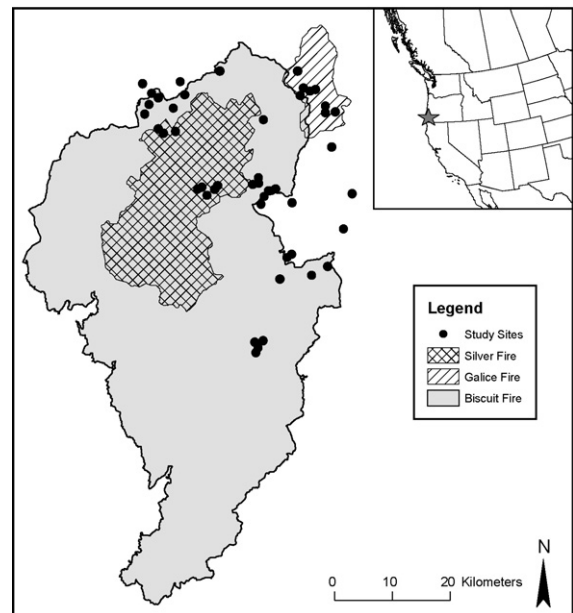 Legend
Study Sites
Silver Fire
Galice Fire
Biscuit Fire
N
0 10 20 Kilometers